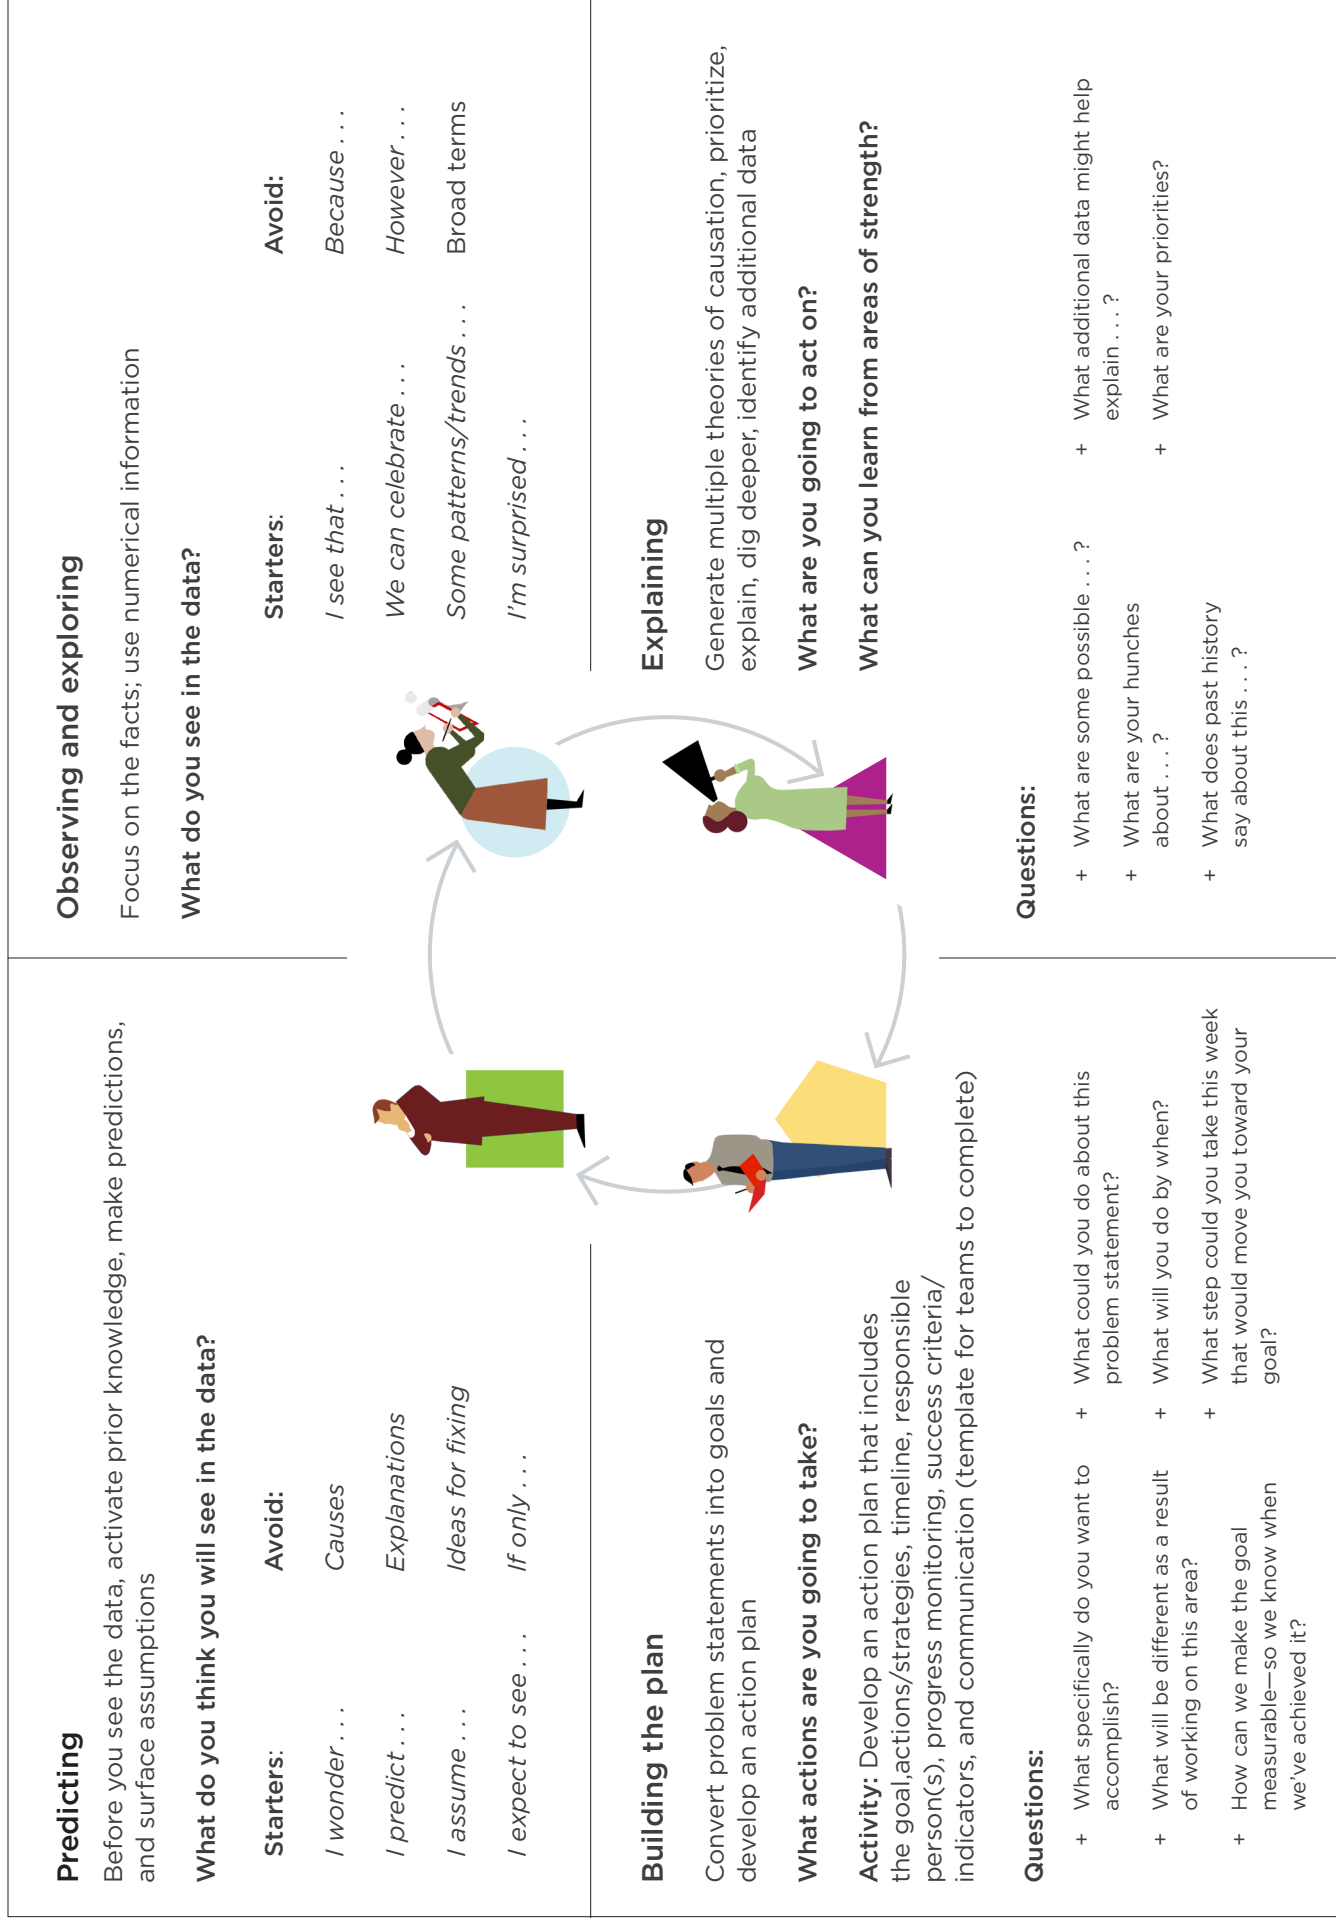 Predicting
Before you see the data, activate prior knowledge, make predictions,
and surface assumptions
What do you think you will see in the data?
Starters:
I wonder . . .
I predict . . .
I assume . . .
I expect to see . . . .
Avoid:
Causes
Explanations
Ideas for fixing
If only . . .
Observing and exploring
Focus on the facts; use numerical information
What do you see in the data?
Starters:
I see that . . .
We can celebrate . . .
Some patterns/trends . . .
I’m surprised . . .
Avoid:
Because . . .
However . . .
Broad terms
Building the plan
Convert problem statements into goals and
develop an action plan
What actions are you going to take?
Activity: Develop an action plan that includes
the goal,actions/strategies, timeline, responsible
person(s), progress monitoring, success criteria/
indicators, and communication (template for teams to complete)
Questions:
+ What specifically do you want to
accomplish?
+ What will be different as a result
of working on this area?
+ How can we make the goal
measurable—so we know when
we’ve achieved it?
+ What could you do about this
problem statement?
+ What will you do by when?
+ What step could you take this week
that would move you toward your
goal?
Explaining
Generate multiple theories of causation, prioritize,
explain, dig deeper, identify additional data
What are you going to act on?
What can you learn from areas of strength?
Questions:
+ What are some possible . . . ?
+ What are your hunches
about . . . ?
+ What does past history
say about this . . . . ?
+ What additional data might help
explain . . . . ?
+ What are your priorities?